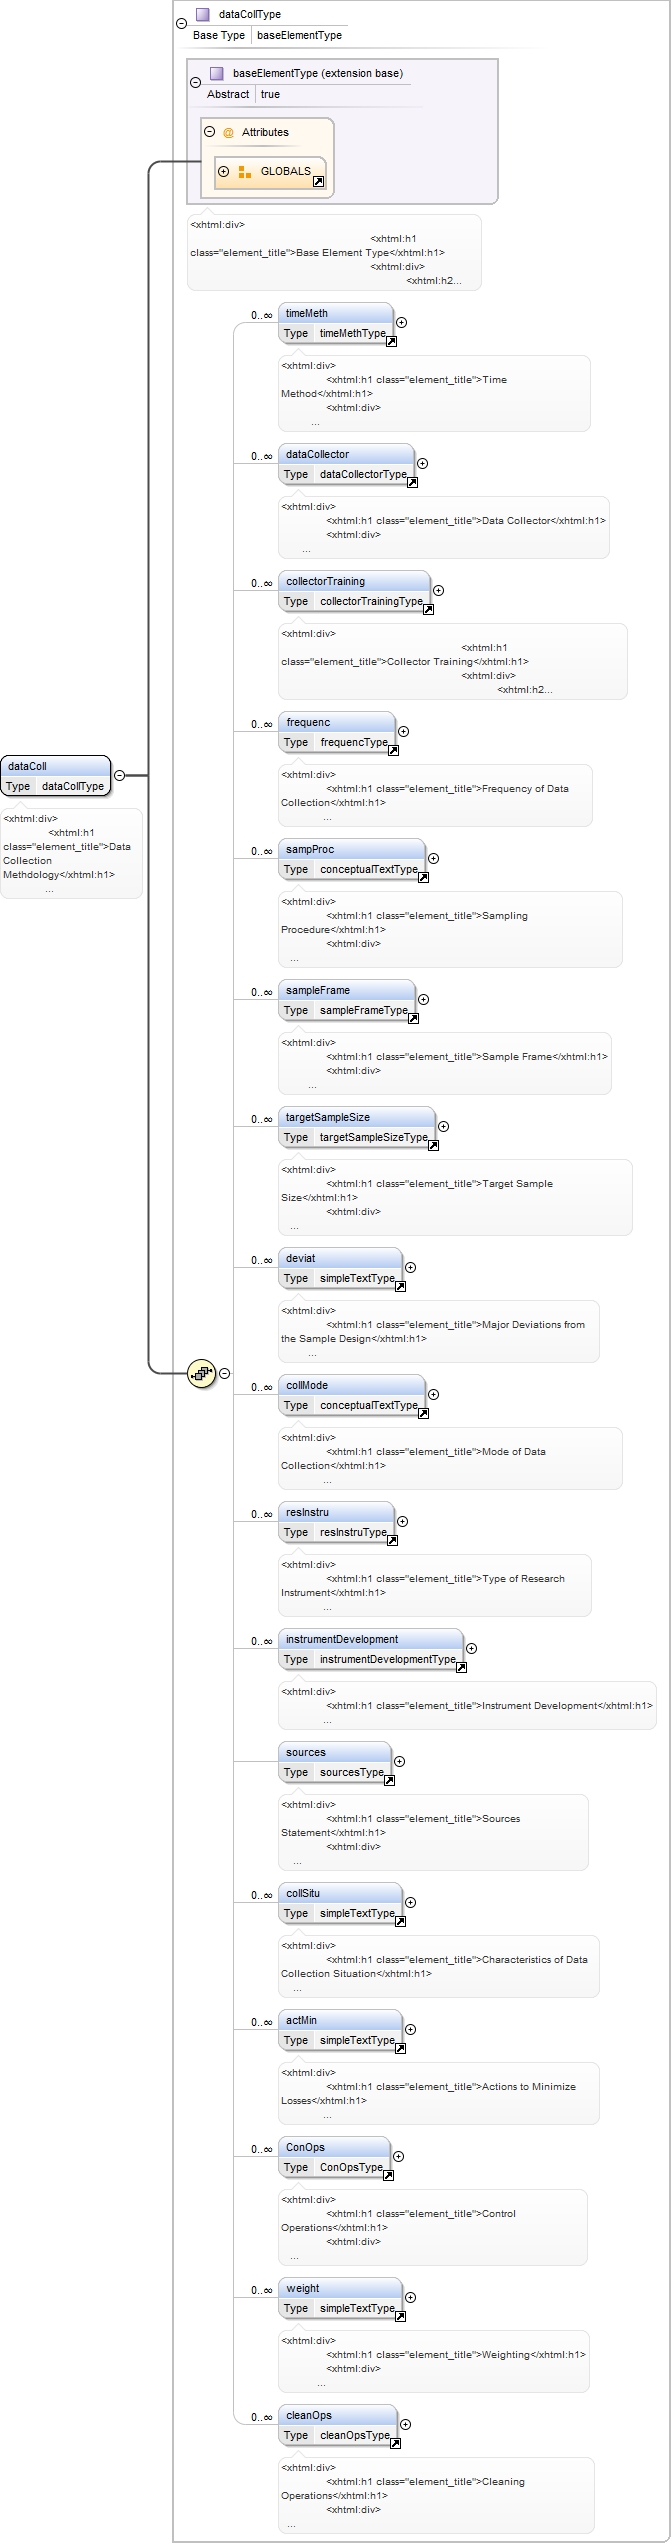 dataCollType
Base Type baseElementType
baseElementType (extension base)
Abstract true
@ Attributes
GLOBALS
<xhtml:div>
<xhtml:h1
class="element_title">Base Element Type</xhtml:h1>
<xhtml:div>
<xhtml:h2...
0..∞ timeMeth
Type timeMethType
<xhtml:div>
<xhtml:h1 class="element_title">Time
Method</xhtml:h1>
<xhtml:div>
...
0..∞ dataCollector
Type dataCollectorType
<xhtml:div>
<xhtml:h1 class="element_title">Data Collector</xhtml:h1>
<xhtml:div>
...
0..∞ collectorTraining
Type collectorTrainingType
<xhtml:div>
<xhtml:h1
class="element_title">Collector Training</xhtml:h1>
<xhtml:div>
<xhtml:h2...
0..∞ frequenc
Type frequencType
<xhtml:div>
<xhtml:h1 class="element_title">Frequency of Data
Collection</xhtml:h1>
...
dataColl
Type dataCollType
<xhtml:div>
<xhtml:h1
class="element_title">Data
Collection
Methdology</xhtml:h1>
...
0..∞ sampProc
Type conceptualTextType
<xhtml:div>
<xhtml:h1 class="element_title">Sampling
Procedure</xhtml:h1>
<xhtml:div>
...
0..∞ sampleFrame
Type sampleFrameType
<xhtml:div>
<xhtml:h1 class="element_title">Sample Frame</xhtml:h1>
<xhtml:div>
...
0..∞ targetSampleSize
Type targetSampleSizeType
<xhtml:div>
<xhtml:h1 class="element_title">Target Sample
Size</xhtml:h1>
<xhtml:div>
...
0..∞ deviat
Type simpleTextType
<xhtml:div>
<xhtml:h1 class="element_title">Major Deviations from
the Sample Design</xhtml:h1>
...
0..∞ collMode
Type conceptualTextType
<xhtml:div>
<xhtml:h1 class="element_title">Mode of Data
Collection</xhtml:h1>
...
0..∞ resInstru
Type resInstruType
<xhtml:div>
<xhtml:h1 class="element_title">Type of Research
Instrument</xhtml:h1>
...
0..∞ instrumentDevelopment
Type instrumentDevelopmentType
<xhtml:div>
<xhtml:h1 class="element_title">Instrument Development</xhtml:h1>
...
sources
Type sourcesType
<xhtml:div>
<xhtml:h1 class="element_title">Sources
Statement</xhtml:h1>
<xhtml:div>
...
0..∞ collSitu
Type simpleTextType
<xhtml:div>
<xhtml:h1 class="element_title">Characteristics of Data
Collection Situation</xhtml:h1>
...
0..∞ actMin
Type simpleTextType
<xhtml:div>
<xhtml:h1 class="element_title">Actions to Minimize
Losses</xhtml:h1>
...
0..∞ ConOps
Type ConOpsType
<xhtml:div>
<xhtml:h1 class="element_title">Control
Operations</xhtml:h1>
<xhtml:div>
...
0..∞ weight
Type simpleTextType
<xhtml:div>
<xhtml:h1 class="element_title">Weighting</xhtml:h1>
<xhtml:div>
...
0..∞ cleanOps
Type cleanOpsType
<xhtml:div>
<xhtml:h1 class="element_title">Cleaning
Operations</xhtml:h1>
<xhtml:div>
...